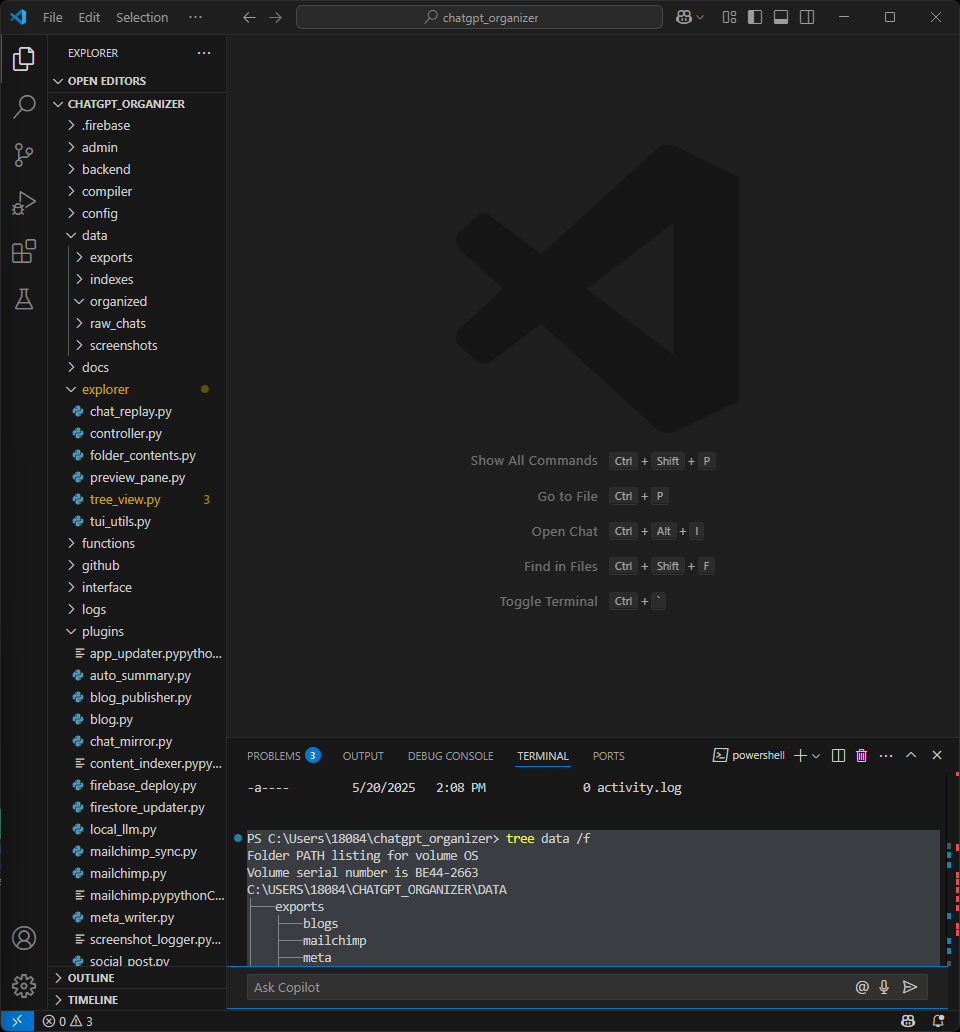 File Edit Selection ··· chatgpt_organizer
EXPLORER ···
OPEN EDITORS
CHATGPT_ORGANIZER
.firebase
admin
backend
compiler
config
data
exports
indexes
organized
raw_chats
screenshots
docs
explorer
chat_replay.py
controller.py
folder_contents.py
preview_pane.py
tree_view.py 3
tui_utils.py
functions
github
interface
logs
plugins
app_updater.pypytho...
auto_summary.py
blog_publisher.py
blog.py
chat_mirror.py
content_indexer.pypy...
firebase_deploy.py
firestore_updater.py
local_llm.py
mailchimp_sync.py
mailchimp.py
mailchimp.pypythonC...
meta_writer.py
screenshot_logger.py...
social_post.py
OUTLINE
TIMELINE
Show All Commands Ctrl + Shift + P
Go to File Ctrl + P
Open Chat Ctrl + Alt + I
Find in Files Ctrl + Shift + F
Toggle Terminal Ctrl + `
PROBLEMS 3 OUTPUT DEBUG CONSOLE TERMINAL PORTS powershell ···
-a---- 5/20/2025 2:08 PM 0 activity.log
PS C:\Users\18084\chatgpt_organizer> tree data /f
Folder PATH listing for volume OS
Volume serial number is BE44-2663
C:\USERS\18084\CHATGPT_ORGANIZER\DATA
├───exports
│   ├───blogs
│   ├───mailchimp
│   ├───meta
Ask Copilot @
0 3